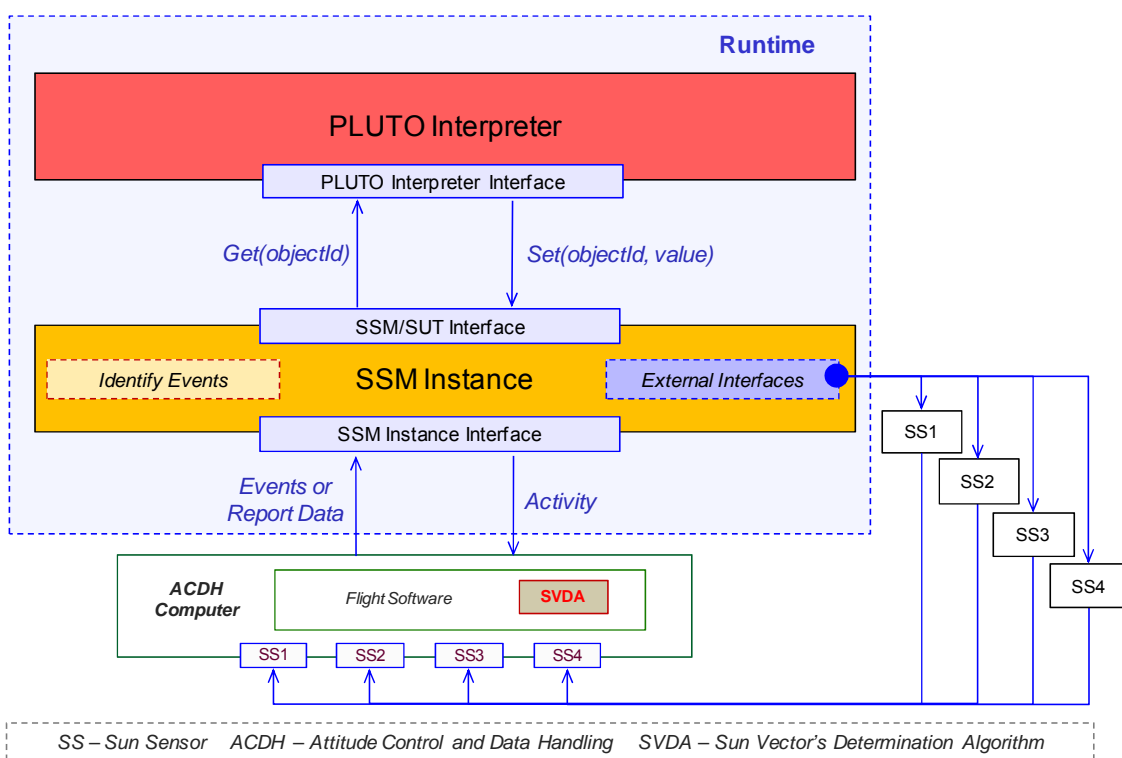 Runtime
PLUTO Interpreter
PLUTO Interpreter Interface
Get(objectId)
Set(objectId, value)
SSM/SUT Interface
Identify Events
SSM Instance
External Interfaces
SSM Instance Interface
SS1
SS2
SS3
SS4
Events or
Report Data
Activity
ACDH
Computer
Flight Software
SVDA
SS1
SS2
SS3
SS4
SS – Sun Sensor ACDH – Attitude Control and Data Handling SVDA – Sun Vector's Determination Algorithm